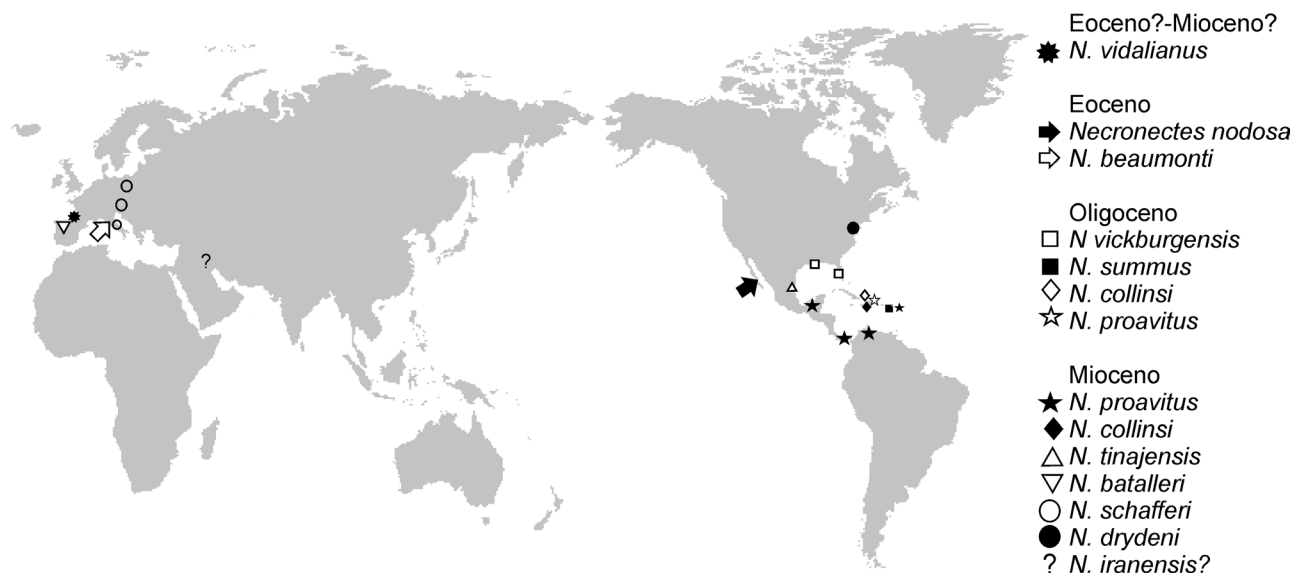 Eoceno?-Mioceno?
N. vidalianus
Eoceno
Necronectes nodosa
N. beaumonti
Oligoceno
N vickburgensis
N. summus
N. collinsi
N. proavitus
Mioceno
N. proavitus
N. collinsi
N. tinajensis
N. batalleri
N. schafferi
N. drydeni
? N. iranensis?
?